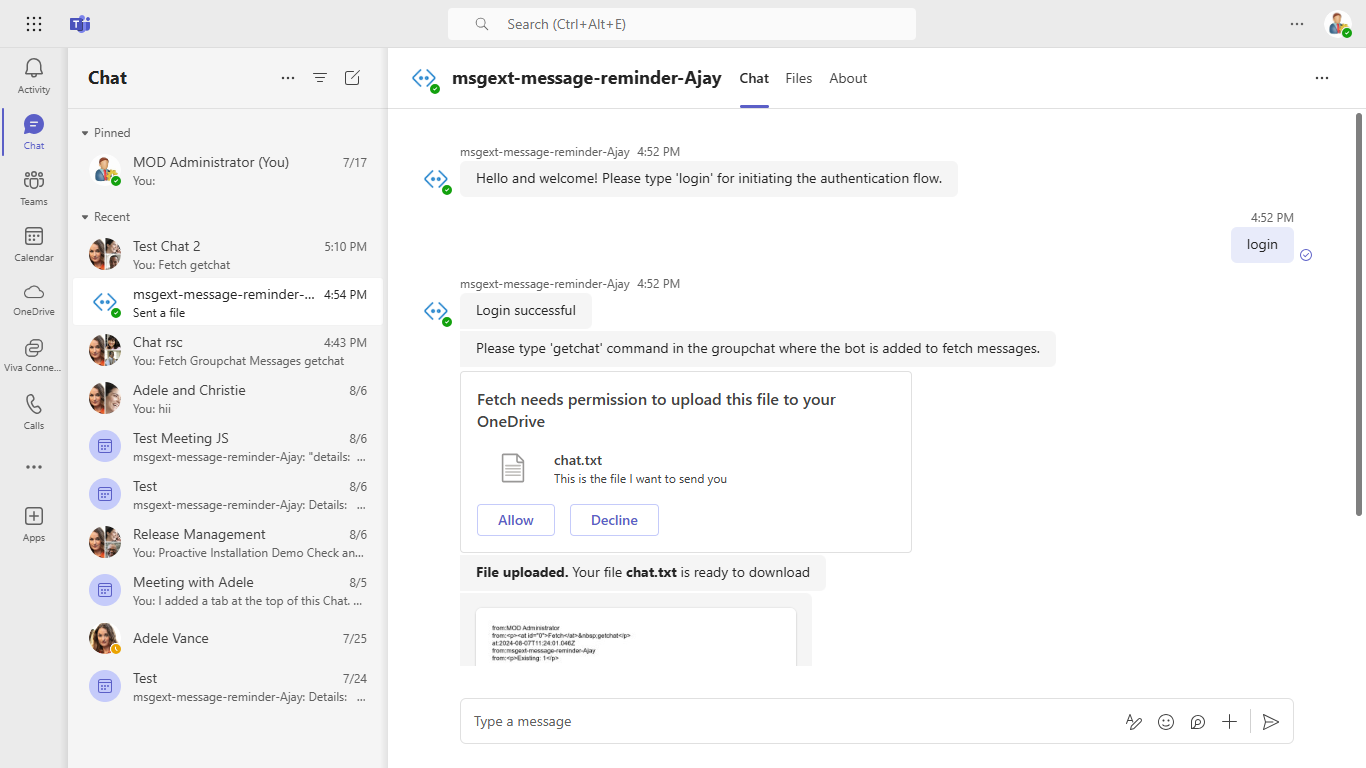 Search (Ctrl+Alt+E)
Activity
Chat
Teams
Calendar
OneDrive
Viva Conne...
Calls
Apps
Chat
Pinned
MOD Administrator (You) 7/17
You:
Recent
Test Chat 2 5:10 PM
You: Fetch getchat
msgext-message-reminder-... 4:54 PM
Sent a file
Chat rsc 4:43 PM
You: Fetch Groupchat Messages getchat
Adele and Christie 8/6
You: hii
Test Meeting JS 8/6
msgext-message-reminder-Ajay: "details: ...
Test 8/6
msgext-message-reminder-Ajay: Details: ...
Release Management 8/6
You: Proactive Installation Demo Check an...
Meeting with Adele 8/5
You: I added a tab at the top of this Chat. ...
Adele Vance 7/25
Test 7/24
msgext-message-reminder-Ajay: Details: ...
msgext-message-reminder-Ajay Chat Files About
msgext-message-reminder-Ajay 4:52 PM
Hello and welcome! Please type 'login' for initiating the authentication flow.
4:52 PM
login
msgext-message-reminder-Ajay 4:52 PM
Login successful
Please type 'getchat' command in the groupchat where the bot is added to fetch messages.
Fetch needs permission to upload this file to your
OneDrive
chat.txt
This is the file I want to send you
Allow Decline
File uploaded. Your file chat.txt is ready to download
from:MOD Administrator
from:<p><at id="0">Fetch</at>&nbsp;getchat</p>
at:2024-08-07T11:24:01.046Z
from:msgext-message-reminder-Ajay
from:<p>Existing: 1</p>
Type a message